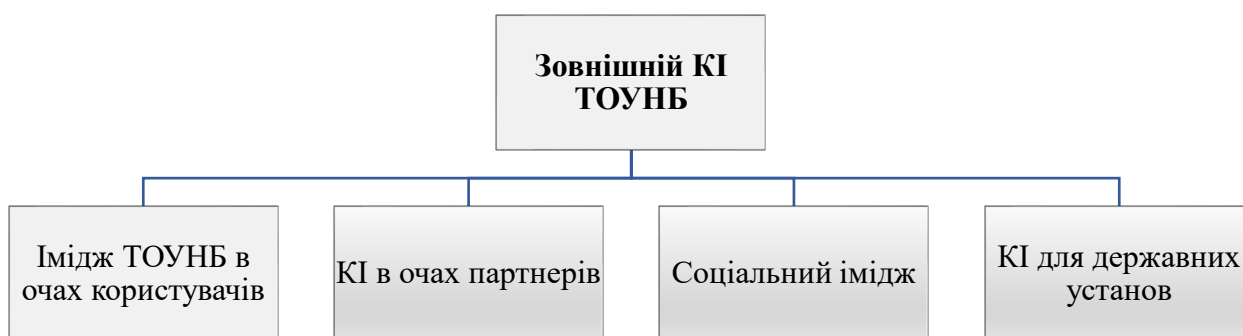 Зовнішній КІ
ТОУНБ
Імідж ТОУНБ в
очах користувачів
КІ в очах партнерів
Соціальний імідж
КІ для державних
установ